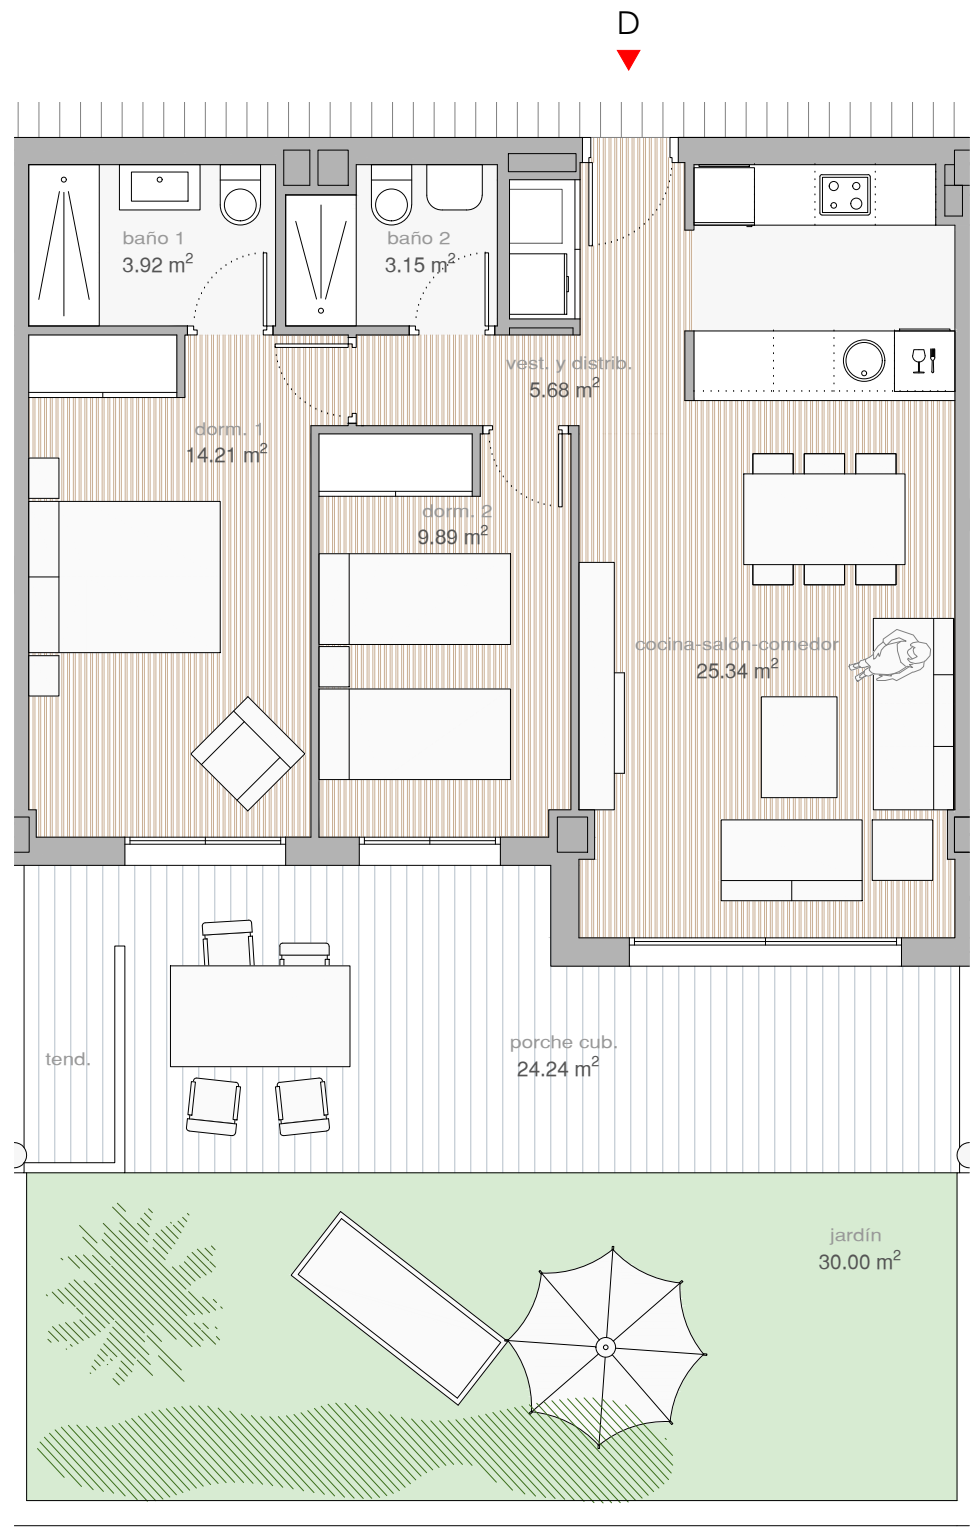 D
baño 1
3.92 m²
baño 2
3.15 m²
vest. y distrib.
5.68 m²
dorm. 1
14.21 m²
dorm. 2
9.89 m²
cocina-salón-comedor
25.34 m²
porche cub.
24.24 m²
tend.
jardín
30.00 m²